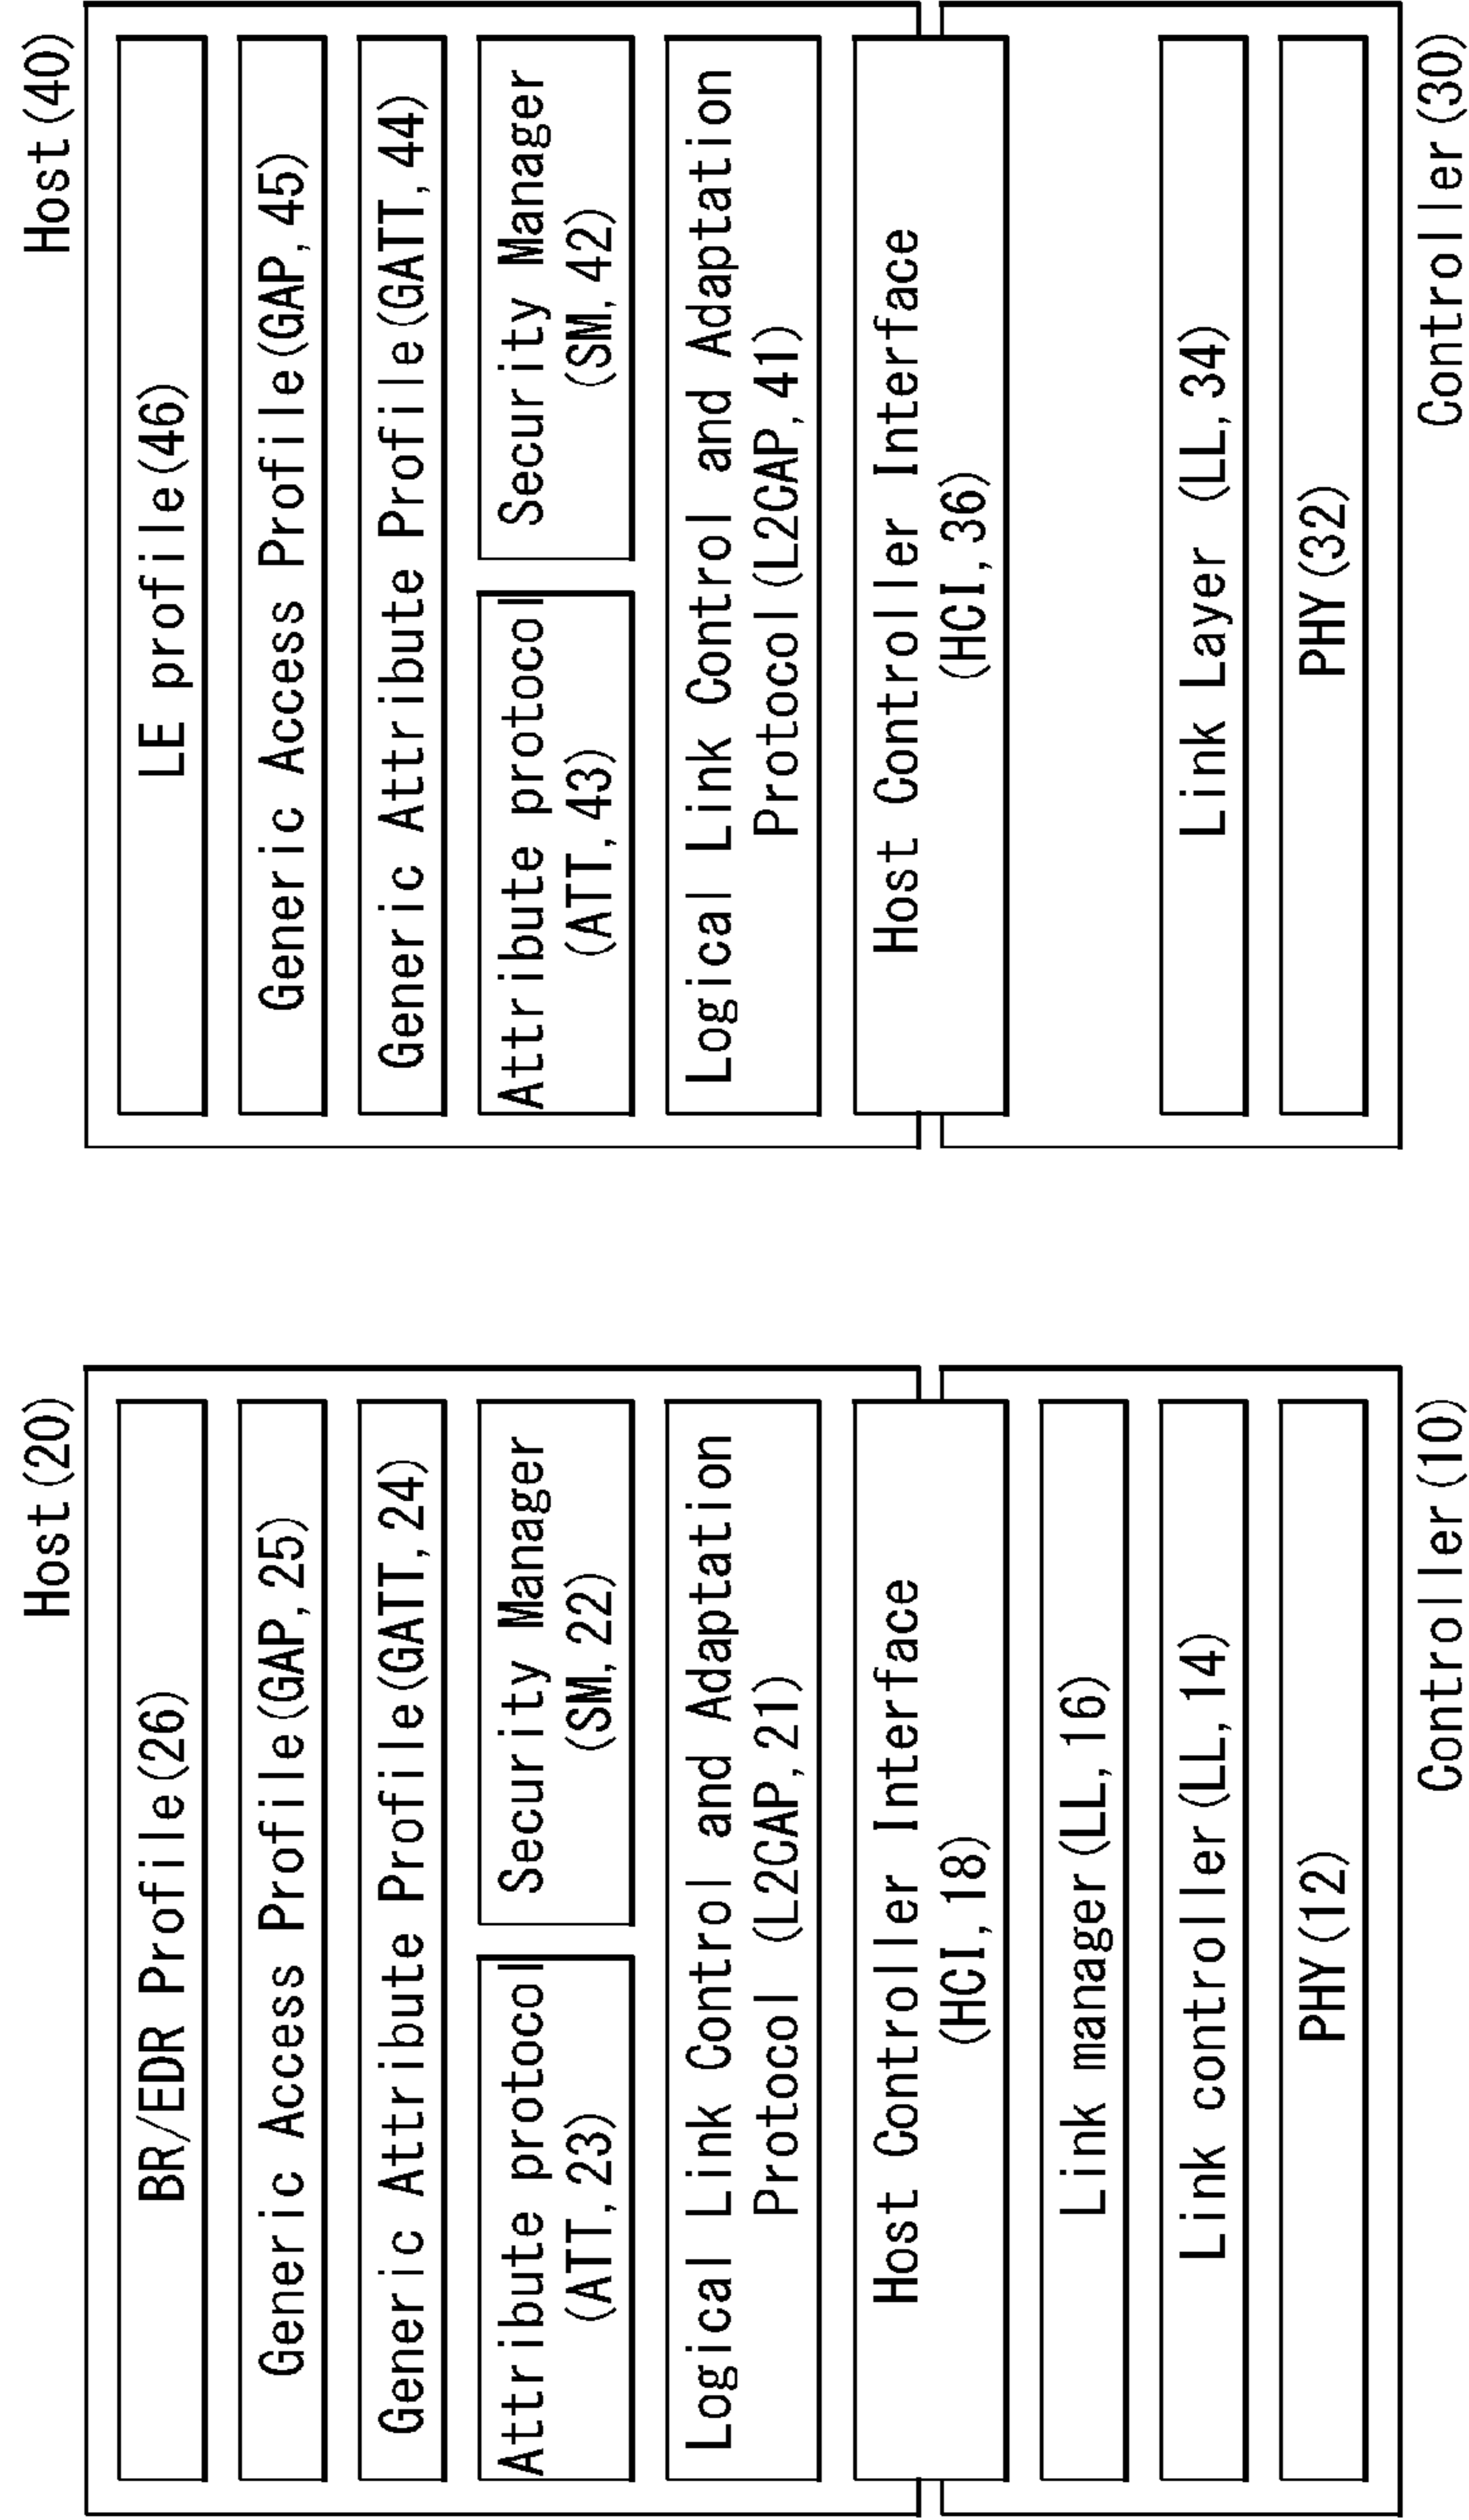 Host(20)
BR/EDR Profile(26)
Generic Access Profile(GAP,25)
Generic Attribute Profile(GATT,24)
Attribute protocol
(ATT,23)
Security Manager
(SM,22)
Logical Link Control and Adaptation
Protocol (L2CAP,21)
Host Controller Interface
(HCI,18)
Link manager(LL,16)
Link controller(LL,14)
PHY(12)
Controller(10)
Host(40)
LE profile(46)
Generic Access Profile(GAP,45)
Generic Attribute Profile(GATT,44)
Attribute protocol
(ATT,43)
Security Manager
(SM,42)
Logical Link Control and Adaptation
Protocol(L2CAP,41)
Host Controller Interface
(HCI,36)
Link Layer (LL,34)
PHY(32)
Controller(30)